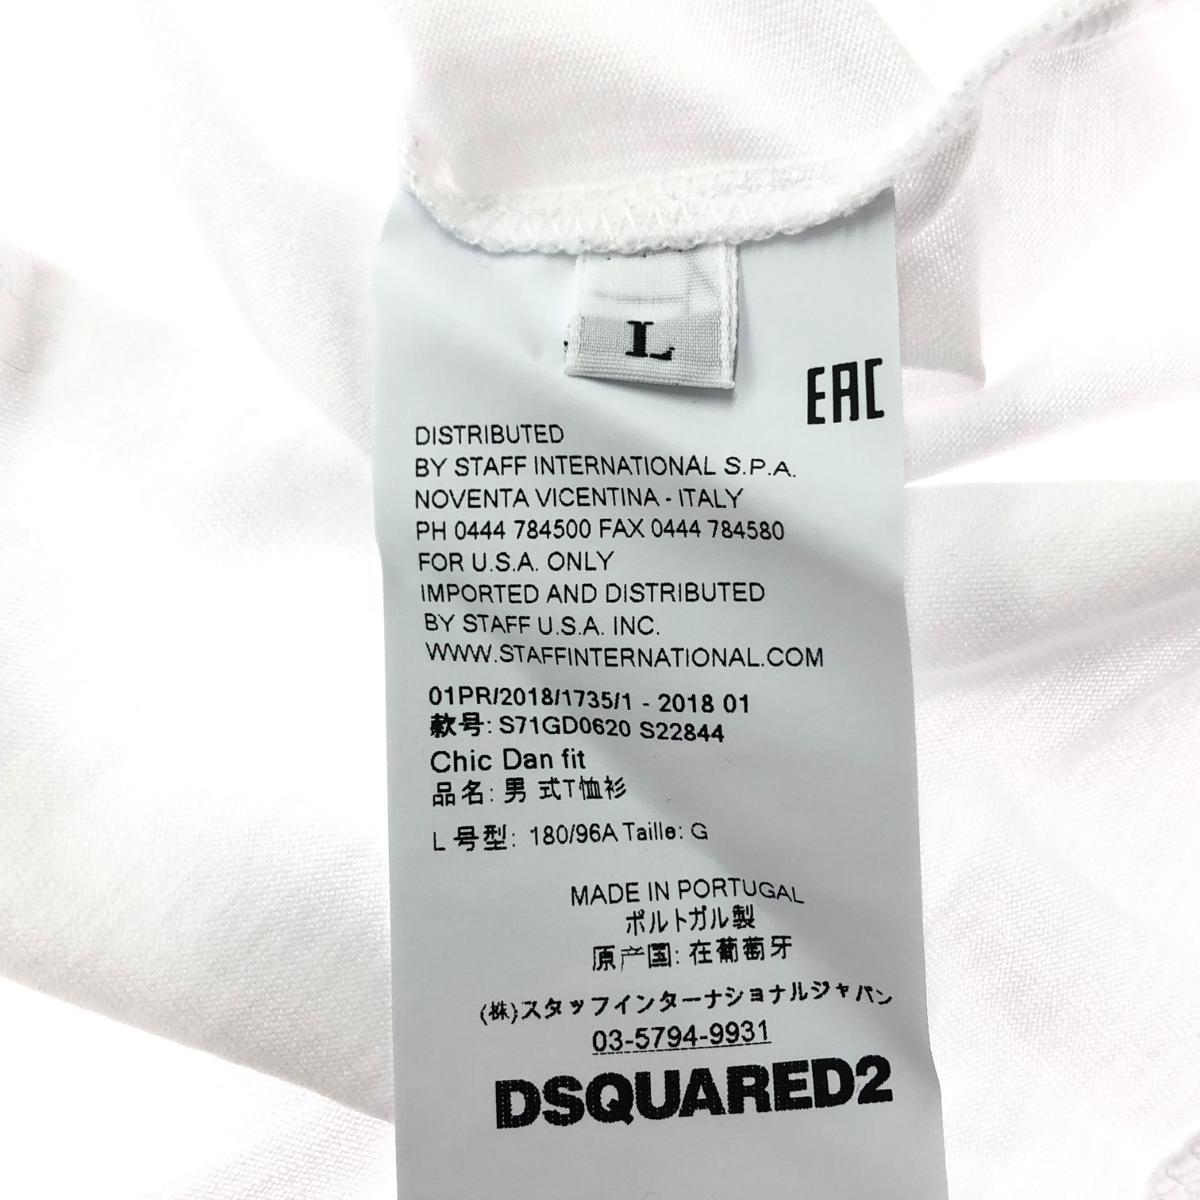 L
EAC
DISTRIBUTED
BY STAFF INTERNATIONAL S.P.A.
NOVENTA VICENTINA - ITALY
PH 0444 784500 FAX 0444 784580
FOR U.S.A. ONLY
IMPORTED AND DISTRIBUTED
BY STAFF U.S.A. INC.
WWW.STAFFINTERNATIONAL.COM
01PR/2018/1735/1 - 2018 01
款号: S71GD0620 S22844
Chic Dan fit
品名: 男 式T恤衫
L 号型: 180/96A Taille: G
MADE IN PORTUGAL
ポルトガル製
原产国: 在葡萄牙
(株)スタッフインターナショナルジャパン
03-5794-9931
DSQUARED2